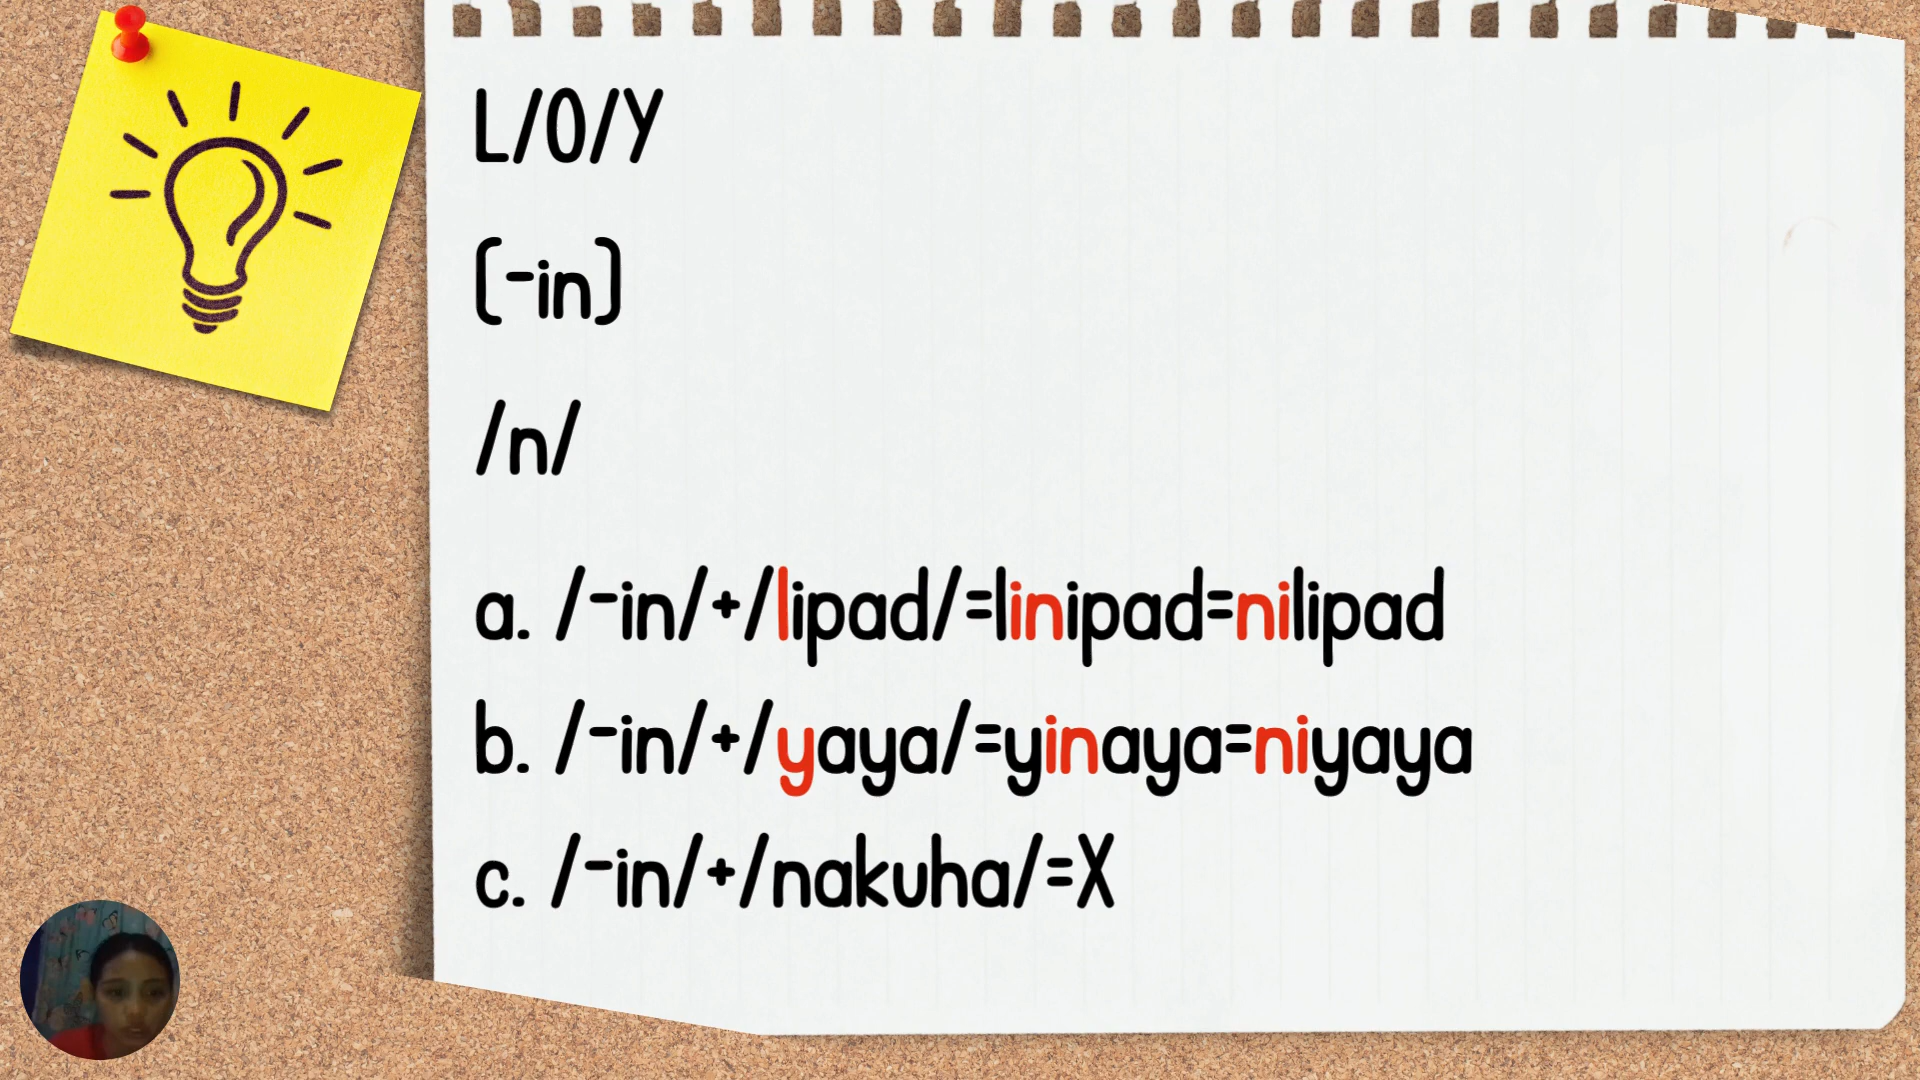 L/O/Y
(-in)
/n/
a. /-in/+/lipad/=linipad=nilipad
b. /-in/+/yaya/=yinaya=niyaya
c. /-in/+/nakuha/=X